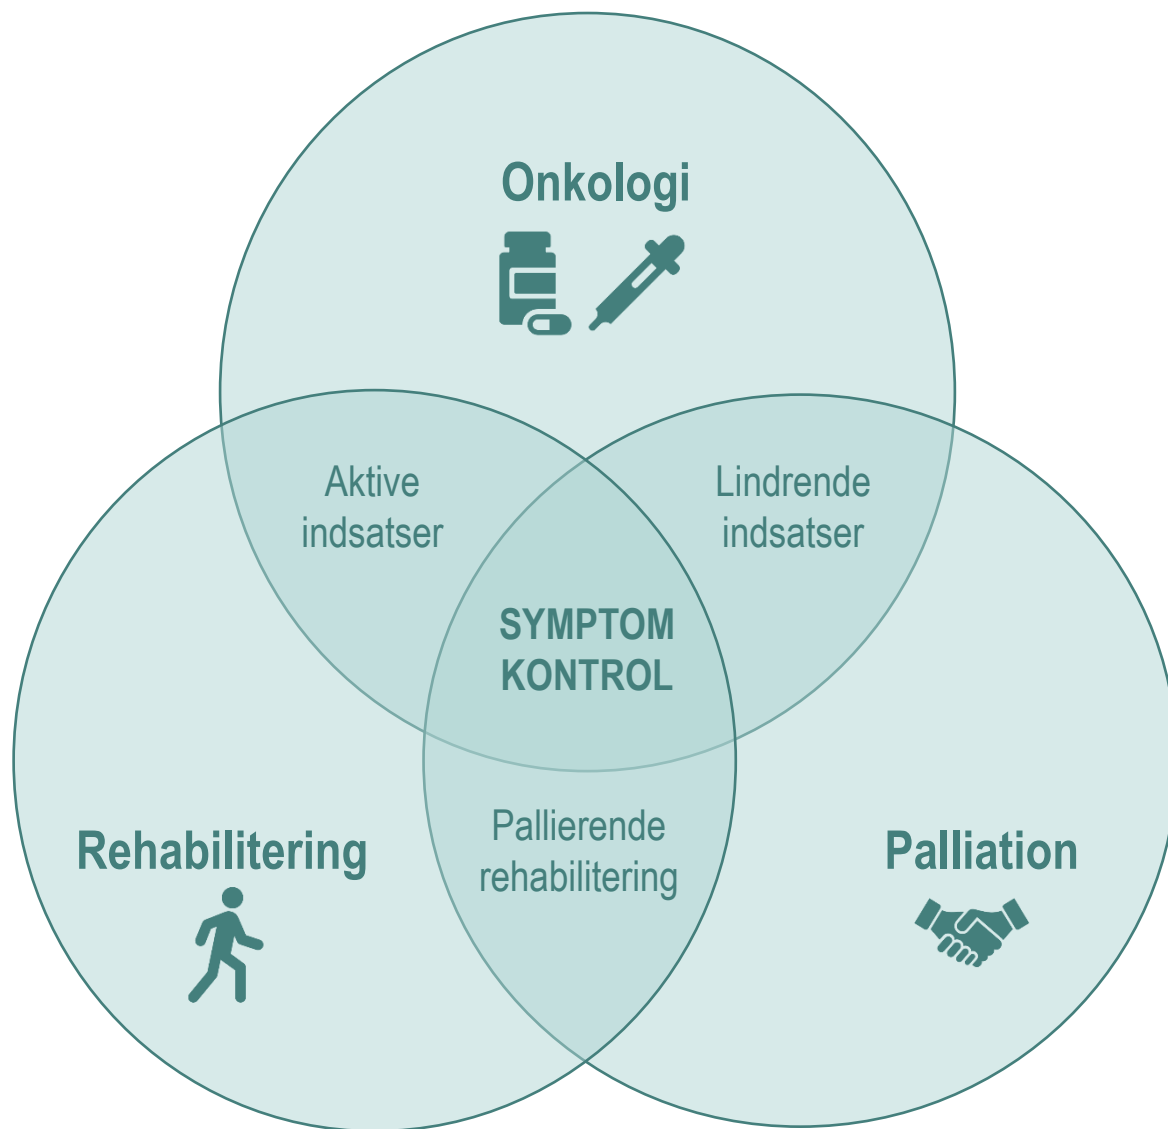 Onkologi
Aktive
indsatser
Lindrende
indsatser
SYMPTOM
KONTROL
Rehabilitering
Pallierende
rehabilitering
Palliation